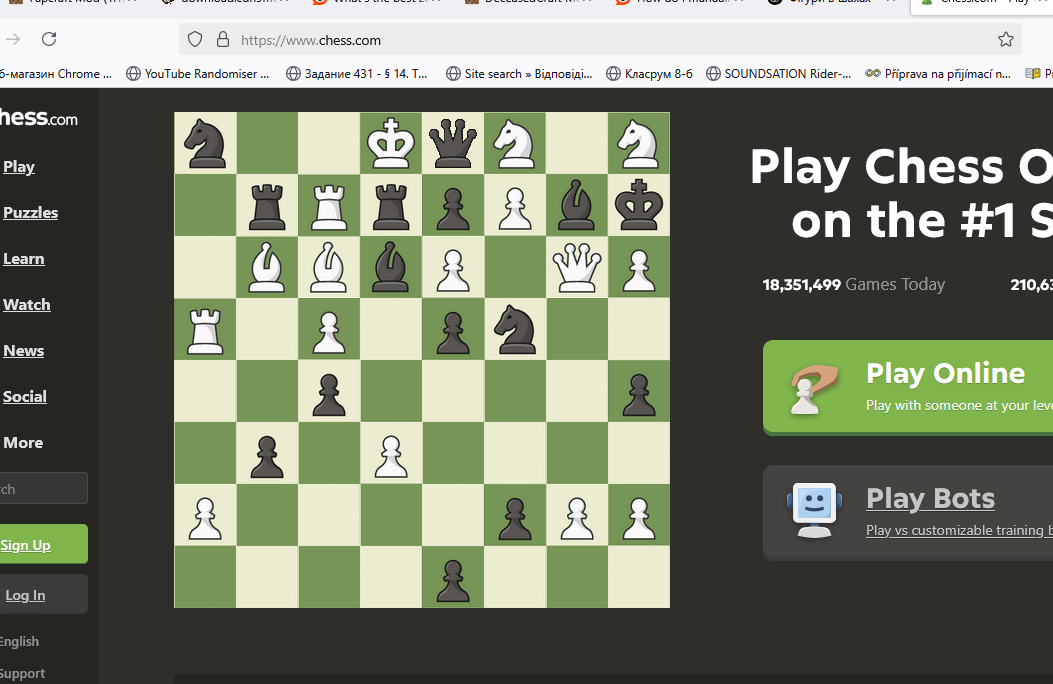 https://www.chess.com
б-магазин Chrome ...
YouTube Randomiser ...
Задание 431 - § 14. Т...
Site search » Відповіді...
Класрум 8-б
SOUNDSATION Rider-...
Příprava na přijímací n...
hess.com
Play
Puzzles
Learn
Watch
News
Social
More
rch
Sign Up
Log In
English
Support
Play Chess O
on the #1 S
18,351,499 Games Today
210,63
Play Online
Play with someone at your leve
Play Bots
Play vs customizable training b